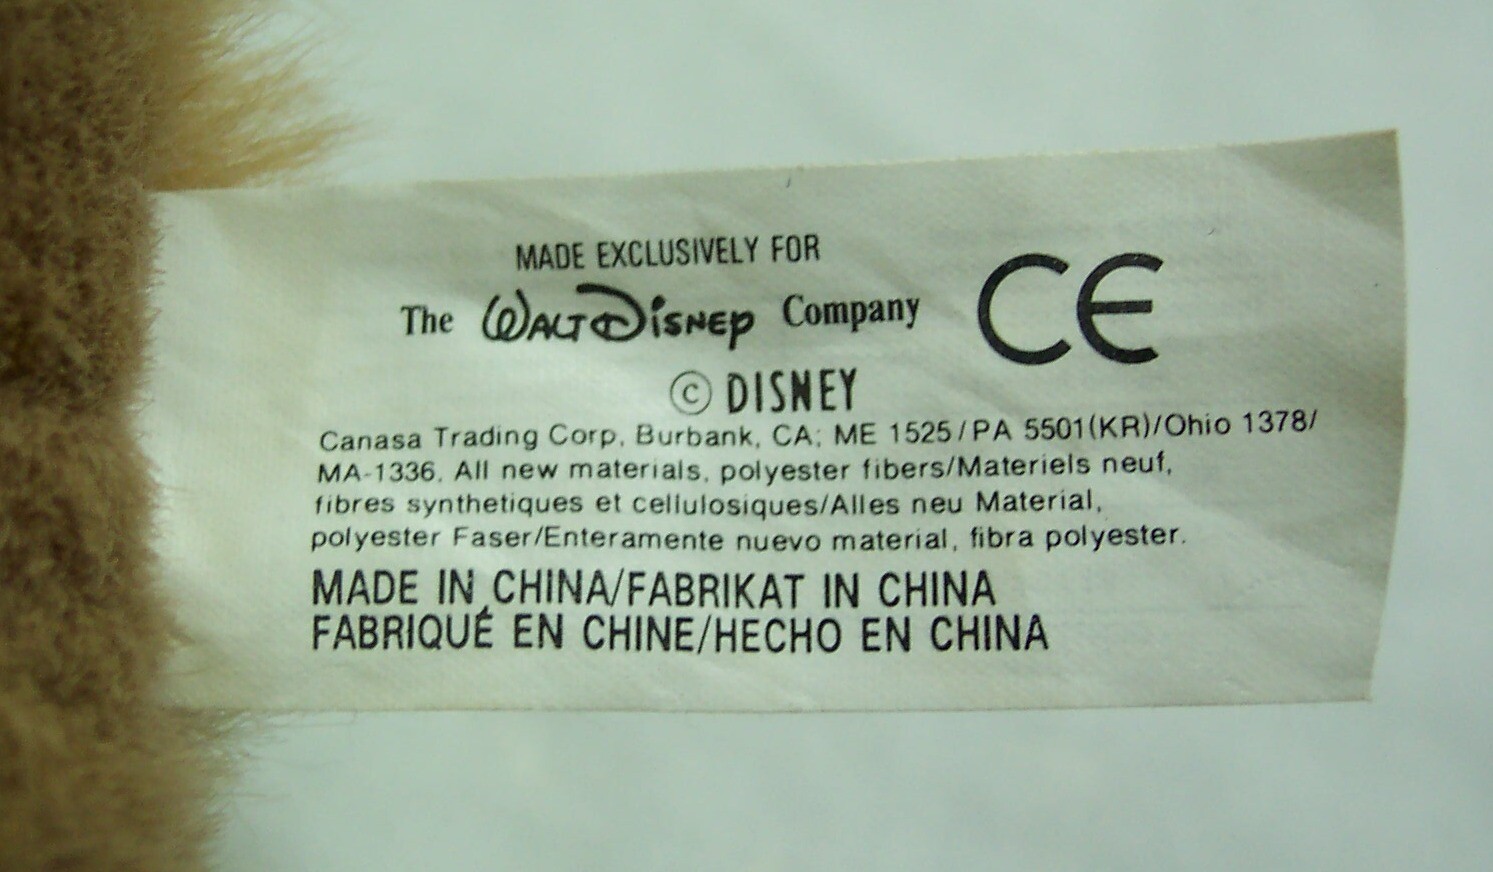 MADE EXCLUSIVELY FOR
The WALT DISNEY Company CE
© DISNEY
Canasa Trading Corp, Burbank, CA; ME 1525/PA 5501(KR)/Ohio 1378/
MA-1336. All new materials, polyester fibers/Materiels neuf,
fibres synthetiques et cellulosiques/Alles neu Material,
polyester Faser/Enteramente nuevo material, fibra polyester.
MADE IN CHINA/FABRIKAT IN CHINA
FABRIQUÉ EN CHINE/HECHO EN CHINA